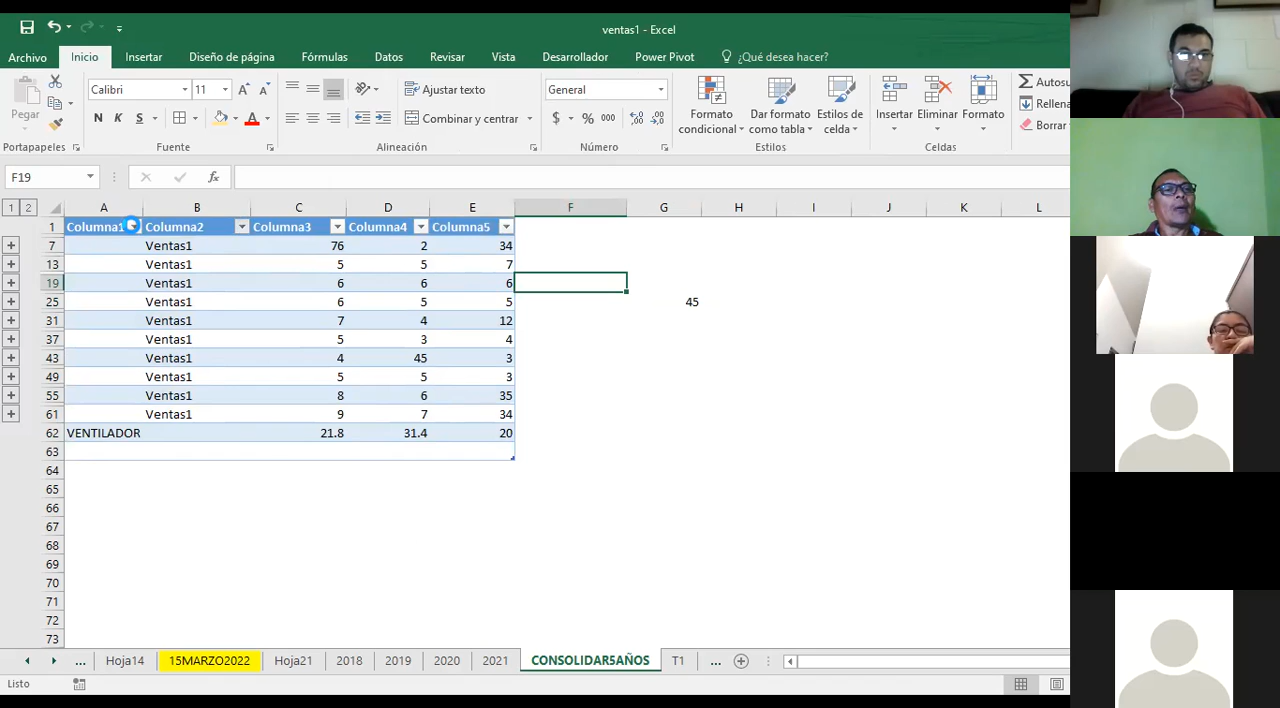 ventas1 - Excel
Archivo Inicio Insertar Diseño de página Fórmulas Datos Revisar Vista Desarrollador Power Pivot ¿Qué desea hacer?
Pegar Calibri 11 Ajustar texto General Formato condicional Dar formato como tabla Estilos de celda Insertar Eliminar Formato
N K S Combinar y centrar $ % 000 Borrar
Portapapeles Fuente Alineación Número Estilos Celdas
F19 fx
1 2 A B C D E F G H I J K L
1 Columna1 Columna2 Columna3 Columna4 Columna5
7 Ventas1 76 2 34
13 Ventas1 5 5 7
19 Ventas1 6 6 6
25 Ventas1 6 5 5 45
31 Ventas1 7 4 12
37 Ventas1 5 3 4
43 Ventas1 4 45 3
49 Ventas1 5 5 3
55 Ventas1 8 6 35
61 Ventas1 9 7 34
62 VENTILADOR 21.8 31.4 20
63
64
65
66
67
68
69
70
71
72
73
... Hoja14 15MARZO2022 Hoja21 2018 2019 2020 2021 CONSOLIDAR5AÑOS T1 ...
Listo